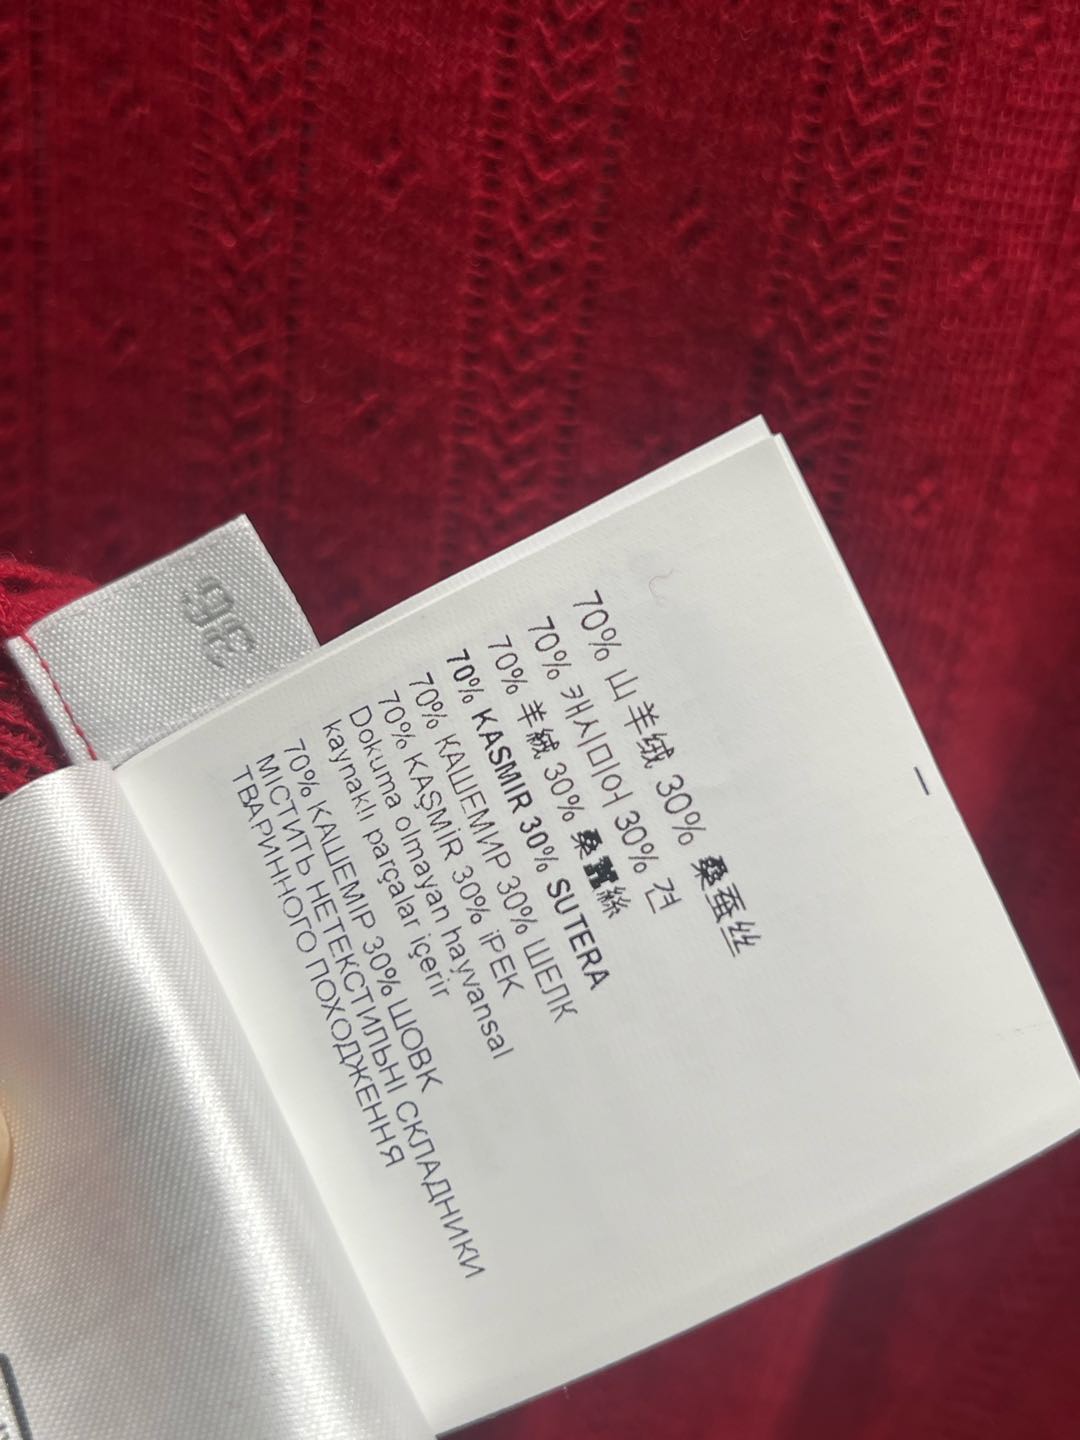 36
70% 山羊绒 30% 桑蚕丝
70% 캐시미어 30% 견
70% 羊絨 30% 桑蠶絲
70% KASMIR 30% SUTERA
70% КАШЕМИР 30% ШЕЛК
70% KAŞMİR 30% İPEK
Dokuma olmayan hayvansal
kaynaklı parçalar içerir
70% КАШЕМІР 30% ШОВК
МІСТИТЬ НЕТЕКСТИЛЬНІ СКЛАДНИКИ
ТВАРИННОГО ПОХОДЖЕННЯ